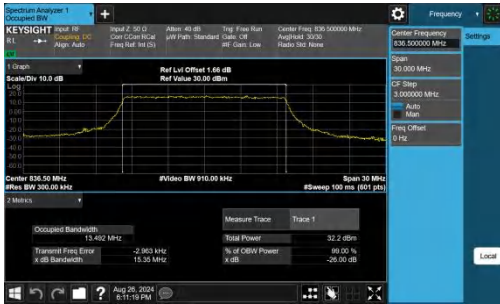 Spectrum Analyzer 1
Occupied BW
+
Frequency
KEYSIGHT Input: RF Input Z: 50 Ω Atten: 40 dB Trig: Free Run Center Freq: 836.500000 MHz
RL Coupling: DC Corr CCorr RCal µW Path: Standard Gate: Off Avg|Hold: 30/30
Align: Auto Freq Ref: Int (S) #IF Gain: Low Radio Std: None
1 Graph
Ref Lvl Offset 1.66 dB
Scale/Div 10.0 dB Ref Value 30.00 dBm
Log
20.0
10.0
Center 836.50 MHz #Video BW 910.00 kHz Span 30 MHz
#Res BW 300.00 kHz #Sweep 100 ms (601 pts)
2 Metrics
Measure Trace Trace 1
Occupied Bandwidth
13.492 MHz Total Power 32.2 dBm
Transmit Freq Error -2.963 kHz % of OBW Power 99.00 %
x dB Bandwidth 15.35 MHz x dB -26.00 dB
Center Frequency
836.500000 MHz
Settings
Span
30.000 MHz
CF Step
3.000000 MHz
Auto
Man
Freq Offset
0 Hz
Local
? Aug 26, 2024
6:11:19 PM